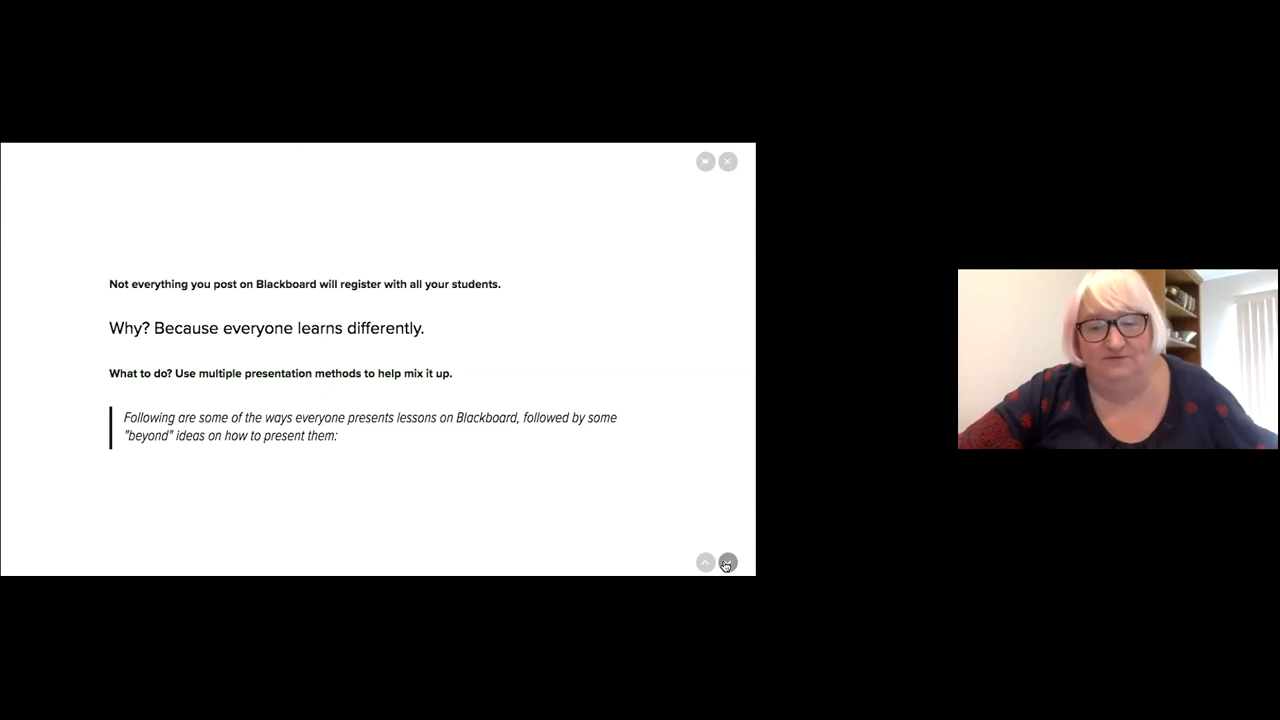 Not everything you post on Blackboard will register with all your students.
Why? Because everyone learns differently.
What to do? Use multiple presentation methods to help mix it up.
Following are some of the ways everyone presents lessons on Blackboard, followed by some
"beyond" ideas on how to present them: